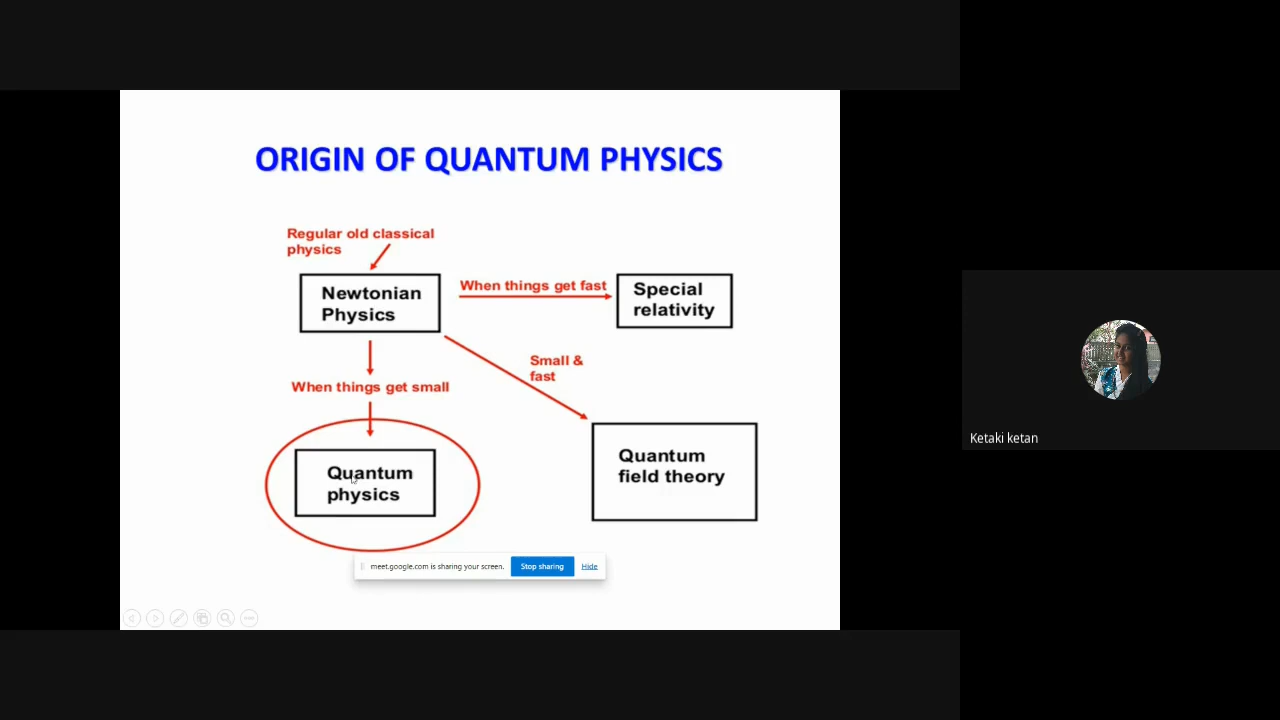 ORIGIN OF QUANTUM PHYSICS
Regular old classical
physics
Newtonian
Physics
When things get fast
Special
relativity
Small &
fast
When things get small
Quantum
physics
Quantum
field theory
meet.google.com is sharing your screen.
Stop sharing
Hide
Ketaki ketan